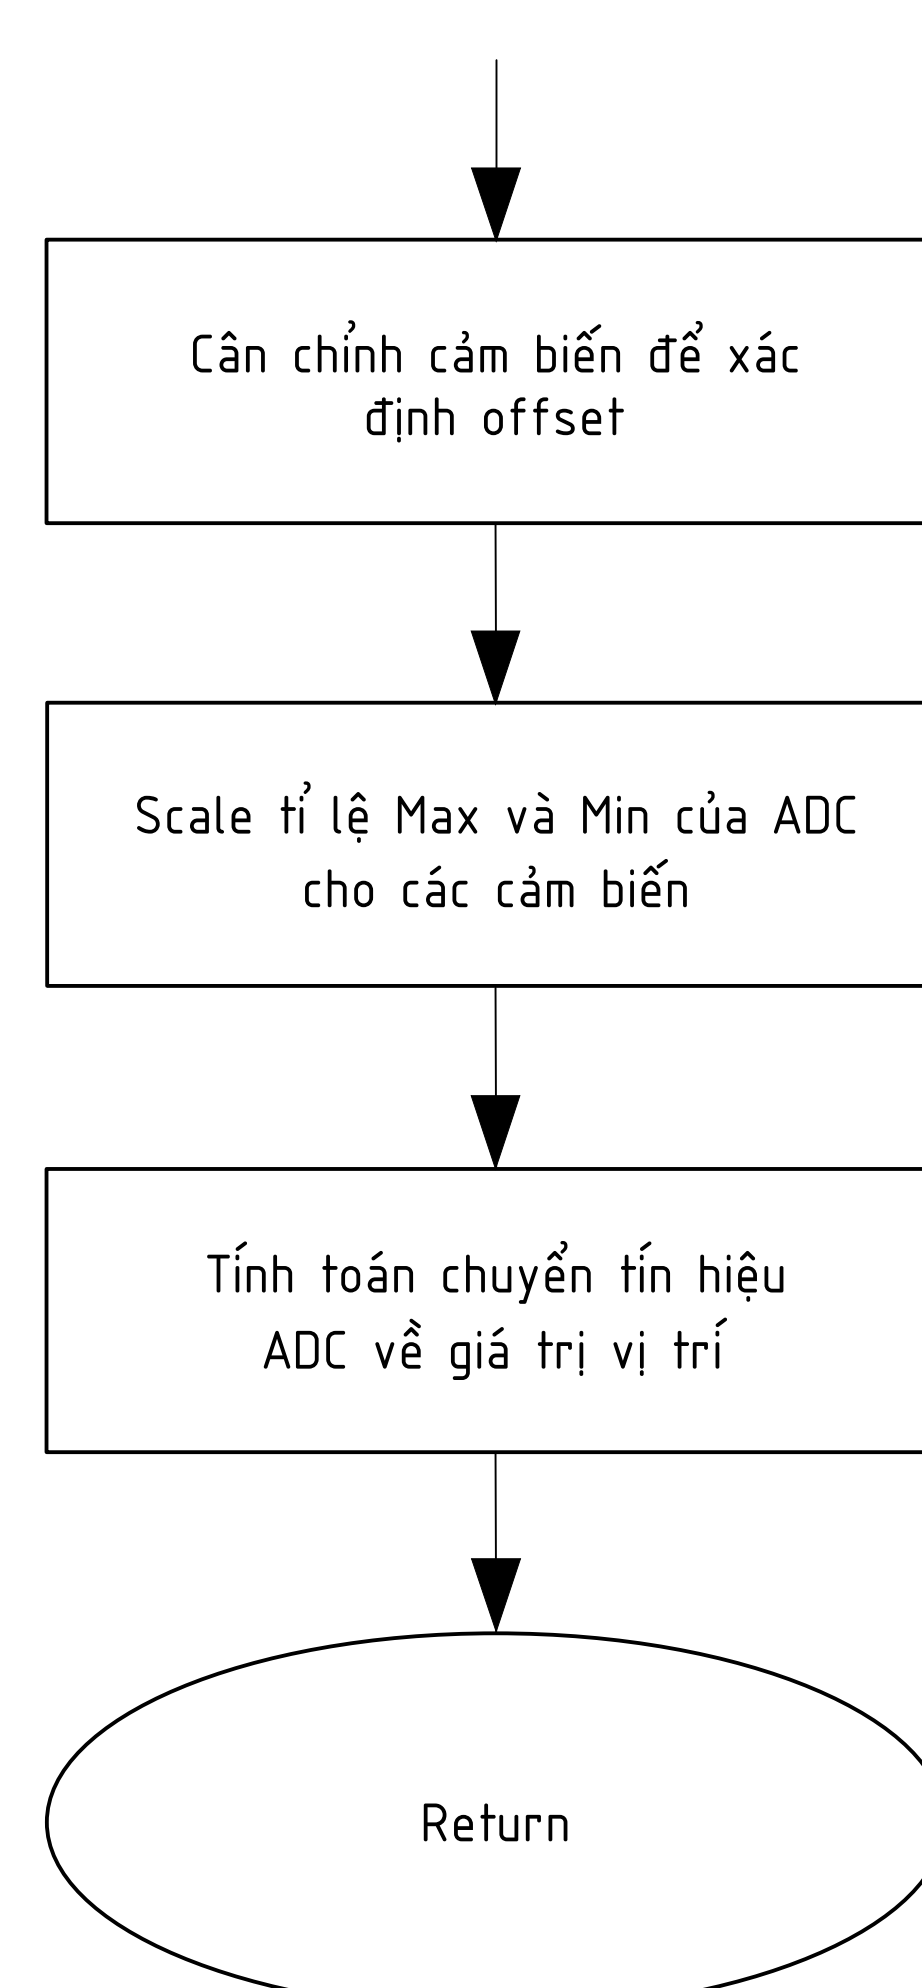 Cân chỉnh cảm biến để xác
định offset
Scale tỉ lệ Max và Min của ADC
cho các cảm biến
Tính toán chuyển tín hiệu
ADC về giá trị vị trí
Return